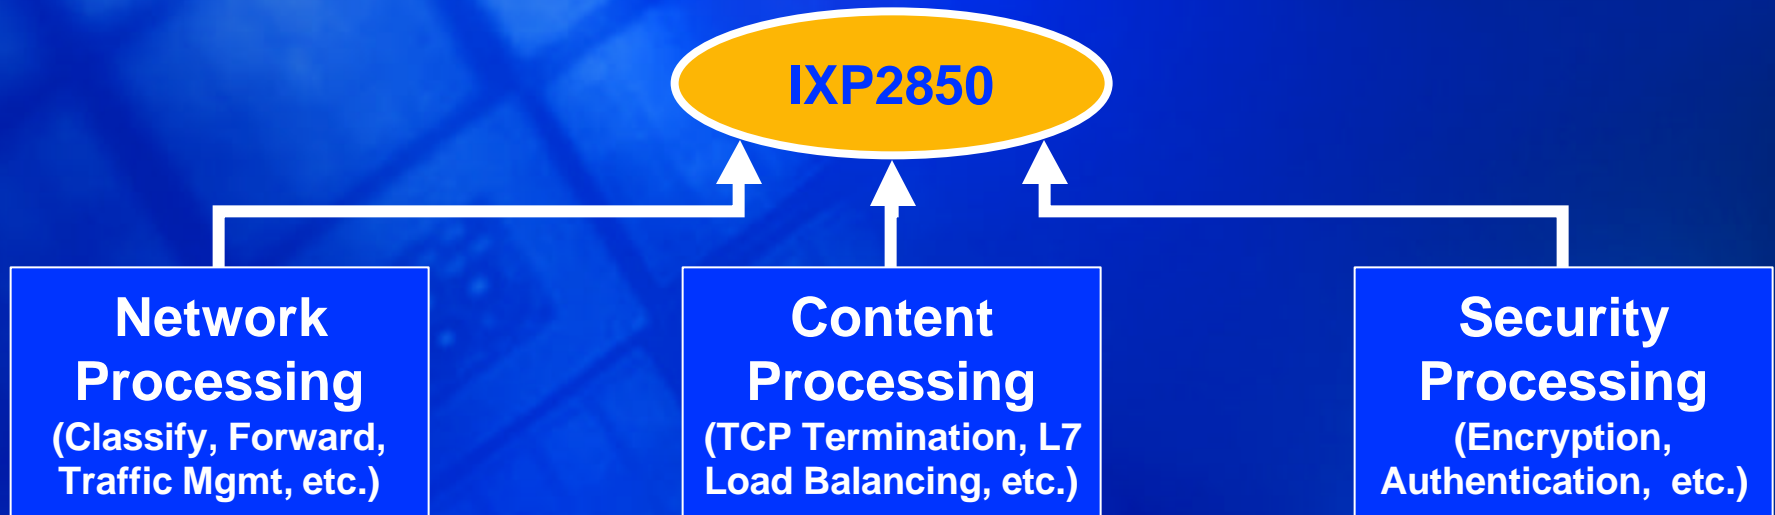 IXP2850
Network
Processing
(Classify, Forward,
Traffic Mgmt, etc.)
Content
Processing
(TCP Termination, L7
Load Balancing, etc.)
Security
Processing
(Encryption,
Authentication,  etc.)